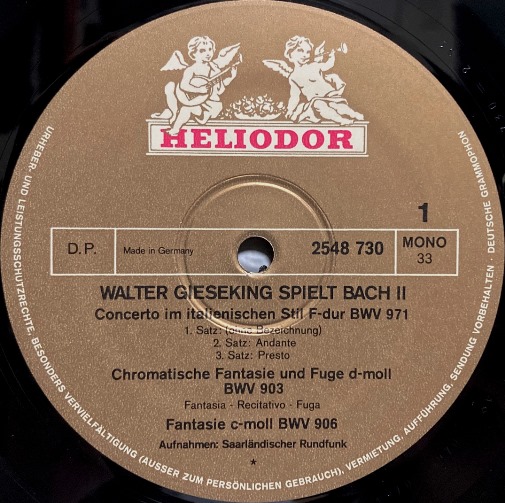 HELIODOR
1
D.P.
Made in Germany
2548 730
MONO
33
WALTER GIESEKING SPIELT BACH II
Concerto im italienischen Stil F-dur BWV 971
1. Satz: (ohne Bezeichnung)
2. Satz: Andante
3. Satz: Presto
Chromatische Fantasie und Fuge d-moll
BWV 903
Fantasia - Recitativo - Fuga
Fantasie c-moll BWV 906
Aufnahmen: Saarländischer Rundfunk
URHEBER- UND LEISTUNGSSCHUTZRECHTE, BESONDERS VERVIELFÄLTIGUNG (AUSSER ZUM PERSÖNLICHEN GEBRAUCH), VERMIETUNG, AUFFÜHRUNG, SENDUNG VORBEHALTEN · DEUTSCHE GRAMMOPHON